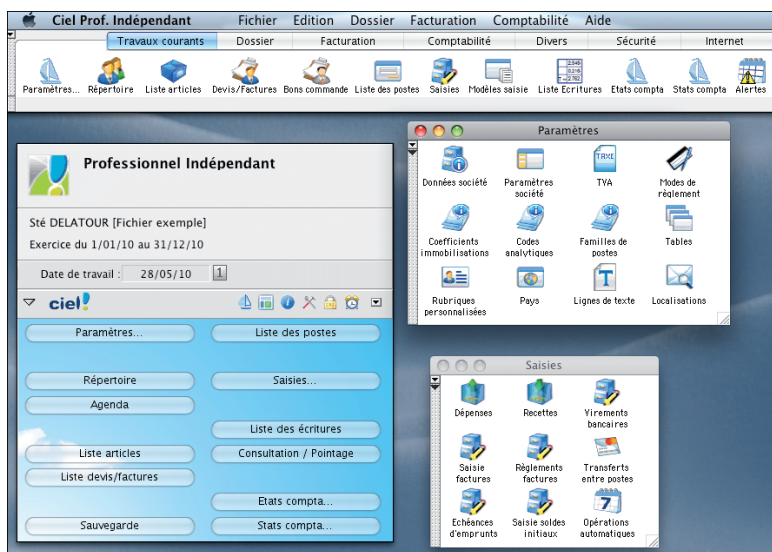 Ciel Prof. Indépendant Fichier Edition Dossier Facturation Comptabilité Aide
Travaux courants Dossier Facturation Comptabilité Divers Sécurité Internet
Paramètres... Répertoire Liste articles Devis/Factures Bons commande Liste des postes Saisies Modèles saisie Liste Ecritures Etats compta Stats compta Alertes
Professionnel Indépendant
Sté DELATOUR [Fichier exemple]
Exercice du 1/01/10 au 31/12/10
Date de travail : 28/05/10 1
ciel!
Paramètres... Liste des postes
Répertoire Saisies...
Agenda
Liste des écritures
Liste articles Consultation / Pointage
Liste devis/factures
Etats compta...
Sauvegarde Stats compta...
Paramètres
TAXE
Données société Paramètres société TVA Modes de règlement
Coefficients immobilisations Codes analytiques Familles de postes Tables
T
Rubriques personnalisées Pays Lignes de texte Localisations
Saisies
Dépenses Recettes Virements bancaires
Saisie factures Règlements factures Transferts entre postes
7
Echéances d'emprunts Saisie soldes initiaux Opérations automatiques